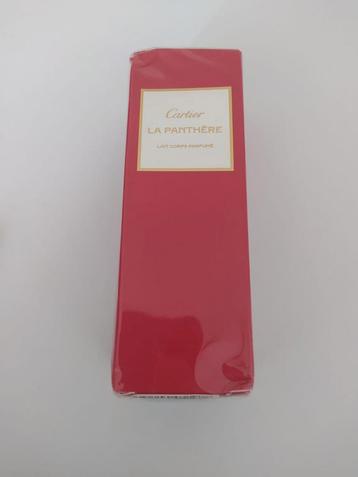 Cartier
LA PANTHÈRE
LAIT CORPS PARFUMÉ